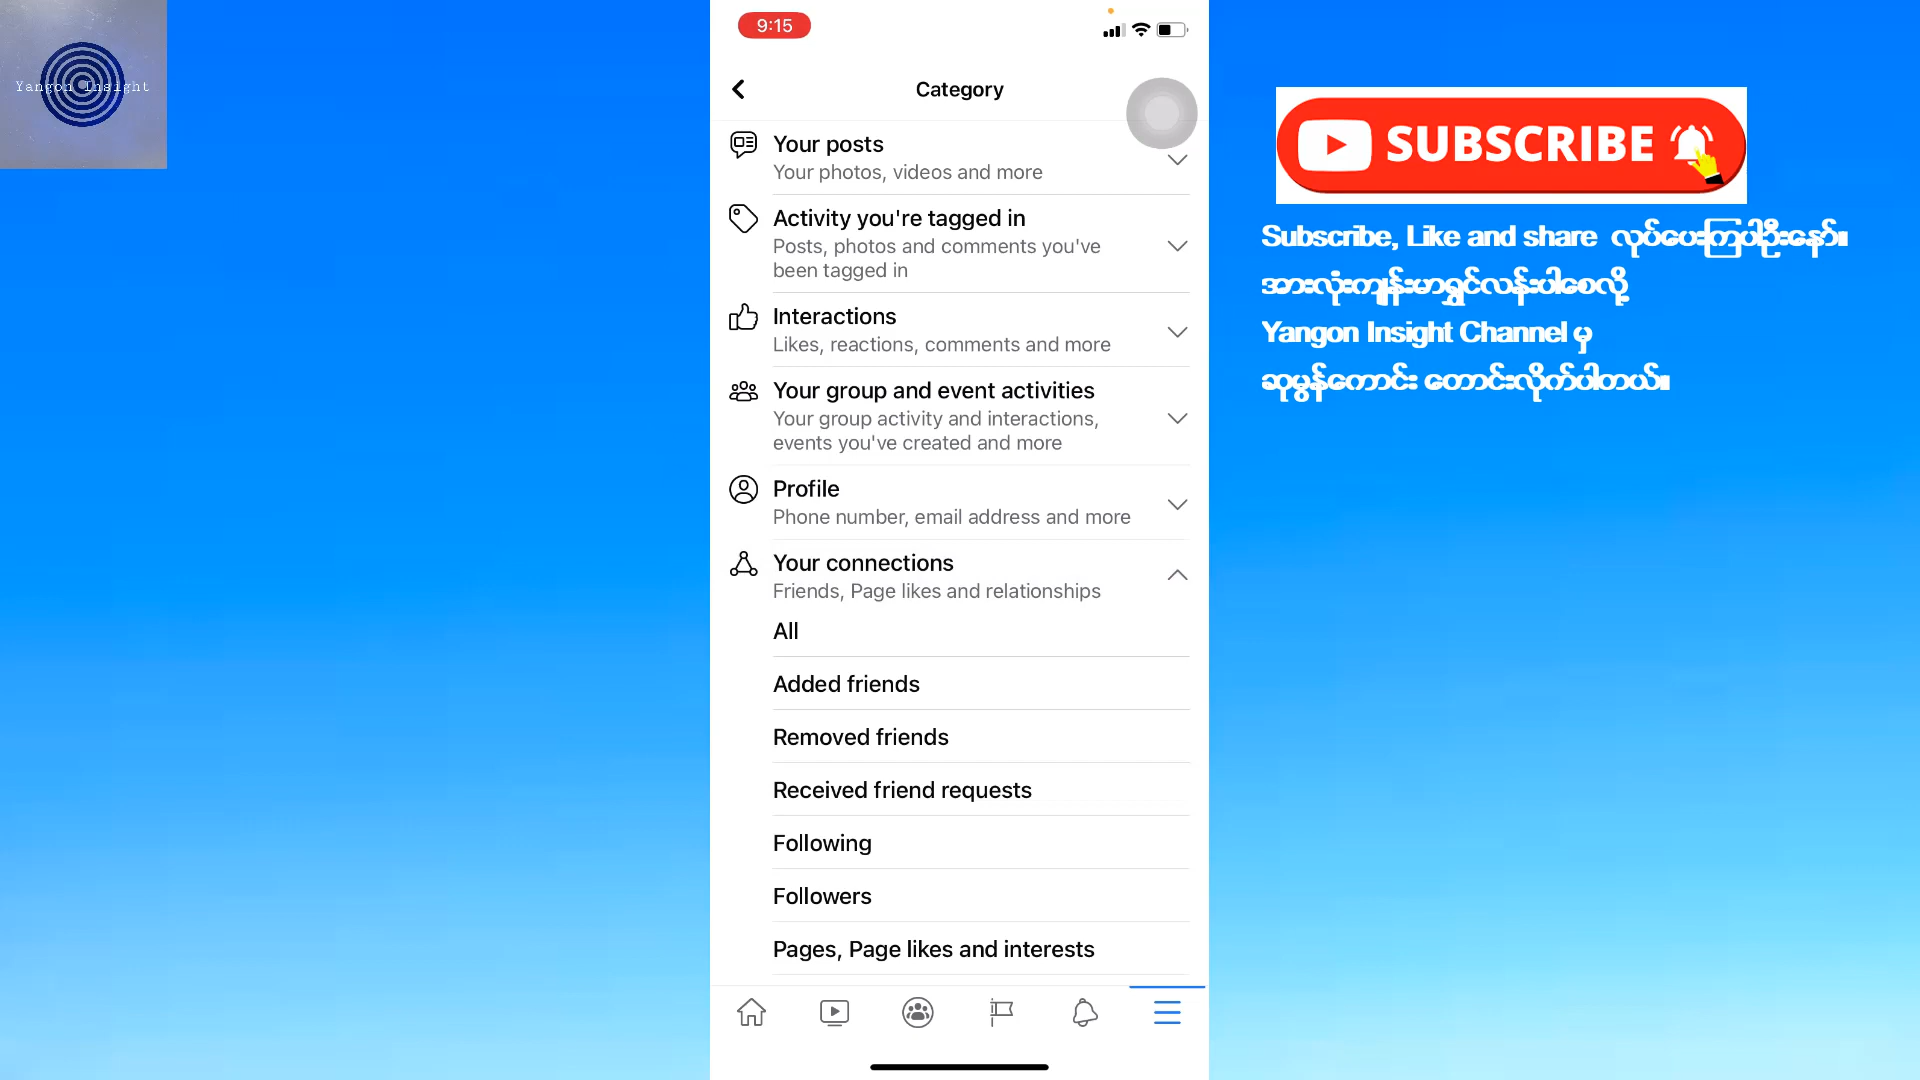 Yangon Insight
9:15
Category
Your posts
Your photos, videos and more
Activity you're tagged in
Posts, photos and comments you've
been tagged in
Interactions
Likes, reactions, comments and more
Your group and event activities
Your group activity and interactions,
events you've created and more
Profile
Phone number, email address and more
Your connections
Friends, Page likes and relationships
All
Added friends
Removed friends
Received friend requests
Following
Followers
Pages, Page likes and interests
SUBSCRIBE
Subscribe, Like and share လုပ်ပေးကြပါဦးနော်။
အားလုံးကျန်းမာရွှင်လန်းပါစေလို့
Yangon Insight Channel မှ
ဆုမွန်ကောင်း တောင်းလိုက်ပါတယ်။